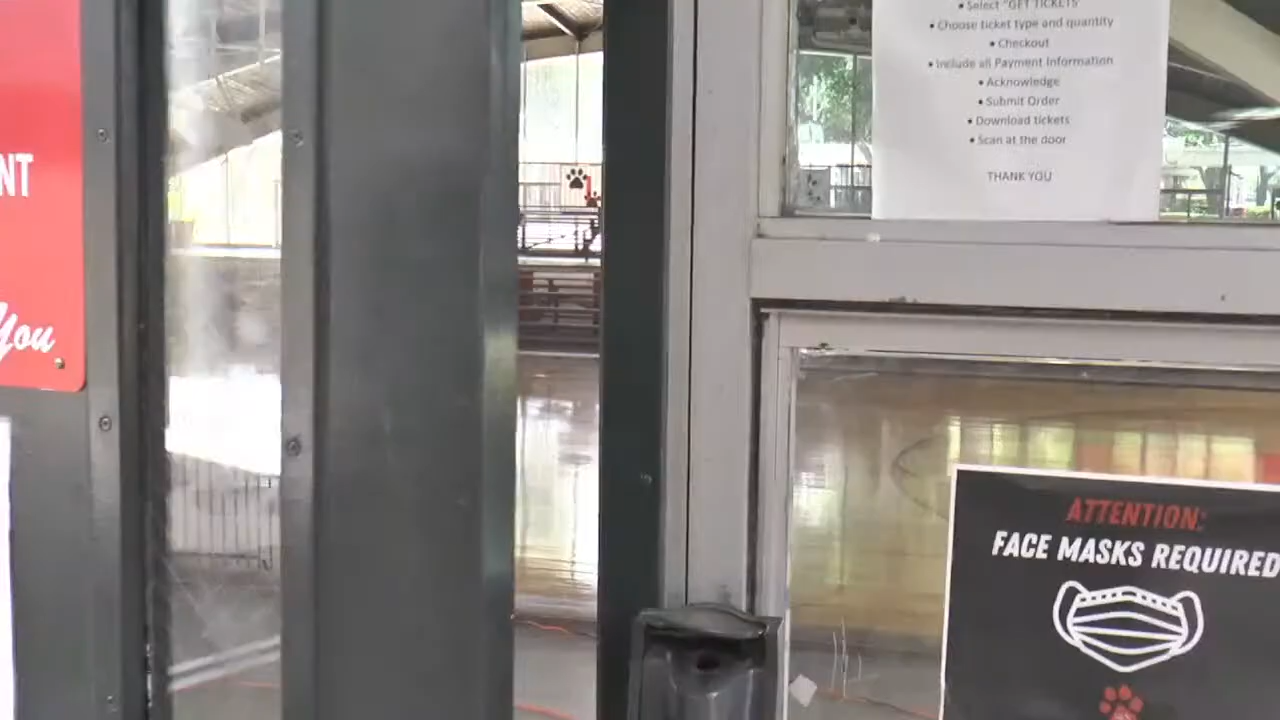 NT
You
• Select "GET TICKETS"
• Choose ticket type and quantity
• Checkout
• Include all Payment Information
• Acknowledge
• Submit Order
• Download tickets
• Scan at the door
THANK YOU
ATTENTION:
FACE MASKS REQUIRED